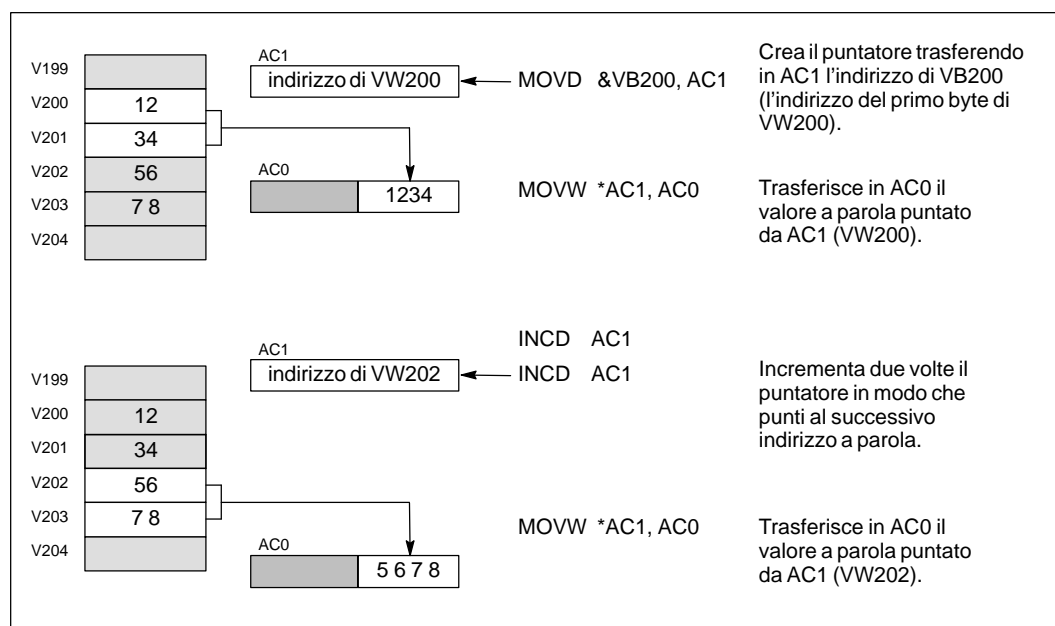 V199
V200
12
V201
34
V202
56
V203
7 8
V204
AC1
indirizzo di VW200
MOVD &VB200, AC1
Crea il puntatore trasferendo
in AC1 l'indirizzo di VB200
(l'indirizzo del primo byte di
VW200).
AC0
1234
MOVW *AC1, AC0
Trasferisce in AC0 il
valore a parola puntato
da AC1 (VW200).
INCD AC1
V199
V200
12
V201
34
V202
56
V203
7 8
V204
AC1
indirizzo di VW202
INCD AC1
Incrementa due volte il
puntatore in modo che
punti al successivo
indirizzo a parola.
AC0
5 6 7 8
MOVW *AC1, AC0
Trasferisce in AC0 il
valore a parola puntato
da AC1 (VW202).